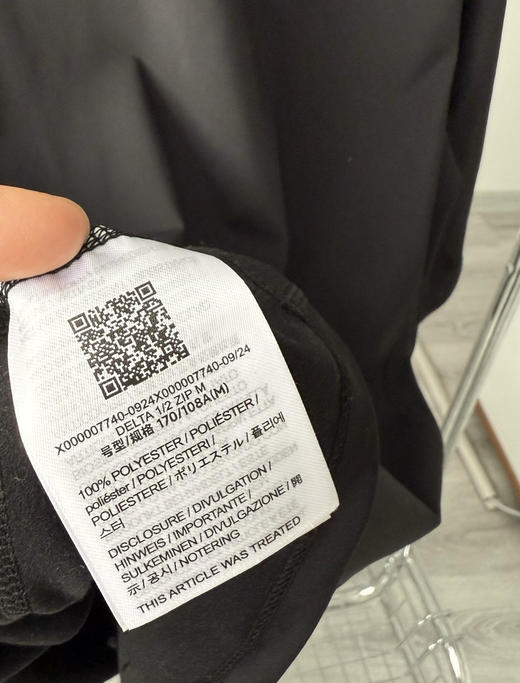 X000007740-0924X000007740-09/24
DELTA 1/2 ZIP M
号型/规格 170/108A(M)
100% POLYESTER / POLIÉSTER /
poliéster / POLYESTERI /
POLIESTERE / ポリエステル / 폴리에
스터
DISCLOSURE / DIVULGATION /
HINWEIS / IMPORTANTE /
SULKEMINEN / DIVULGAZIONE / 開
示 / 공시 / NOTERING
THIS ARTICLE WAS TREATED